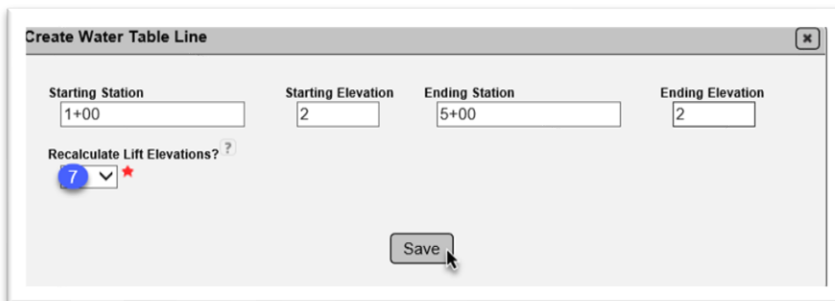 Create Water Table Line
Starting Station Starting Elevation Ending Station Ending Elevation
1+00 2 5+00 2
Recalculate Lift Elevations? ?
7
Save